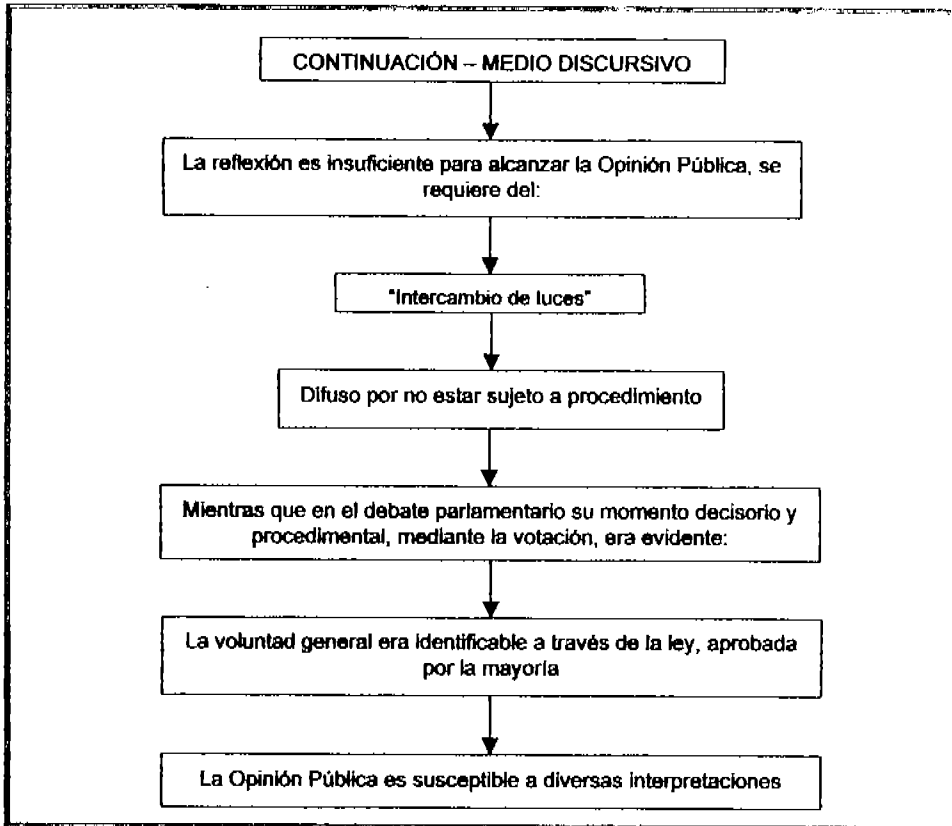 CONTINUACIÓN – MEDIO DISCURSIVO
La reflexión es insuficiente para alcanzar la Opinión Pública, se
requiere del:
"Intercambio de luces"
Difuso por no estar sujeto a procedimiento
Mientras que en el debate parlamentario su momento decisorio y
procedimental, mediante la votación, era evidente:
La voluntad general era identificable a través de la ley, aprobada
por la mayoría
La Opinión Pública es susceptible a diversas interpretaciones